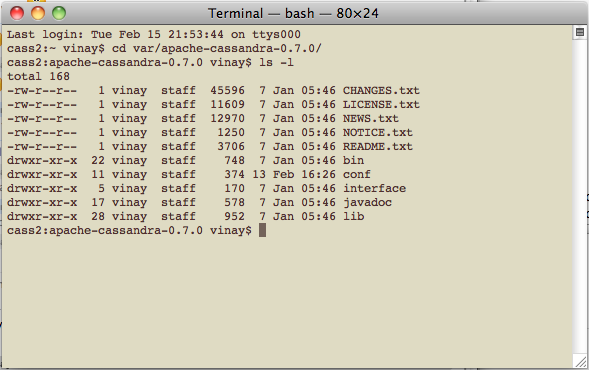 Terminal — bash — 80×24
Last login: Tue Feb 15 21:53:44 on ttys000
cass2:~ vinay$ cd var/apache-cassandra-0.7.0/
cass2:apache-cassandra-0.7.0 vinay$ ls -l
total 168
-rw-r--r--   1 vinay  staff  45596  7 Jan 05:46 CHANGES.txt
-rw-r--r--   1 vinay  staff  11609  7 Jan 05:46 LICENSE.txt
-rw-r--r--   1 vinay  staff  12970  7 Jan 05:46 NEWS.txt
-rw-r--r--   1 vinay  staff   1250  7 Jan 05:46 NOTICE.txt
-rw-r--r--   1 vinay  staff   3706  7 Jan 05:46 README.txt
drwxr-xr-x  22 vinay  staff    748  7 Jan 05:46 bin
drwxr-xr-x  11 vinay  staff    374 13 Feb 16:26 conf
drwxr-xr-x   5 vinay  staff    170  7 Jan 05:46 interface
drwxr-xr-x  17 vinay  staff    578  7 Jan 05:46 javadoc
drwxr-xr-x  28 vinay  staff    952  7 Jan 05:46 lib
cass2:apache-cassandra-0.7.0 vinay$